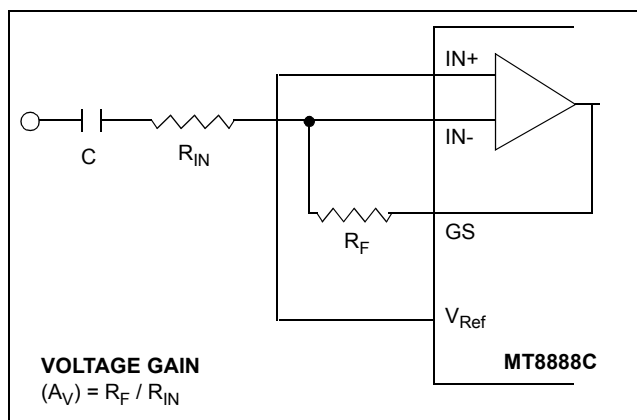 IN+
C
R_IN
IN-
R_F
GS
V_Ref
VOLTAGE GAIN
(A_V) = R_F / R_IN
MT8888C